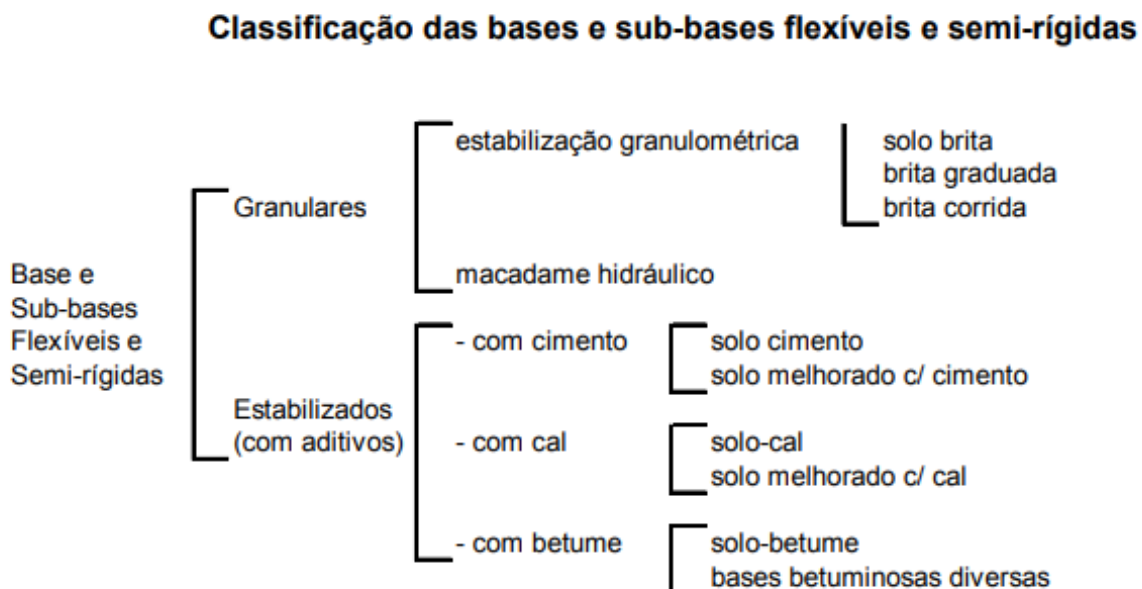 Classificação das bases e sub-bases flexíveis e semi-rígidas
Base e
Sub-bases
Flexíveis e
Semi-rígidas
Granulares
estabilização granulométrica
solo brita
brita graduada
brita corrida
macadame hidráulico
Estabilizados
(com aditivos)
- com cimento
solo cimento
solo melhorado c/ cimento
- com cal
solo-cal
solo melhorado c/ cal
- com betume
solo-betume
bases betuminosas diversas